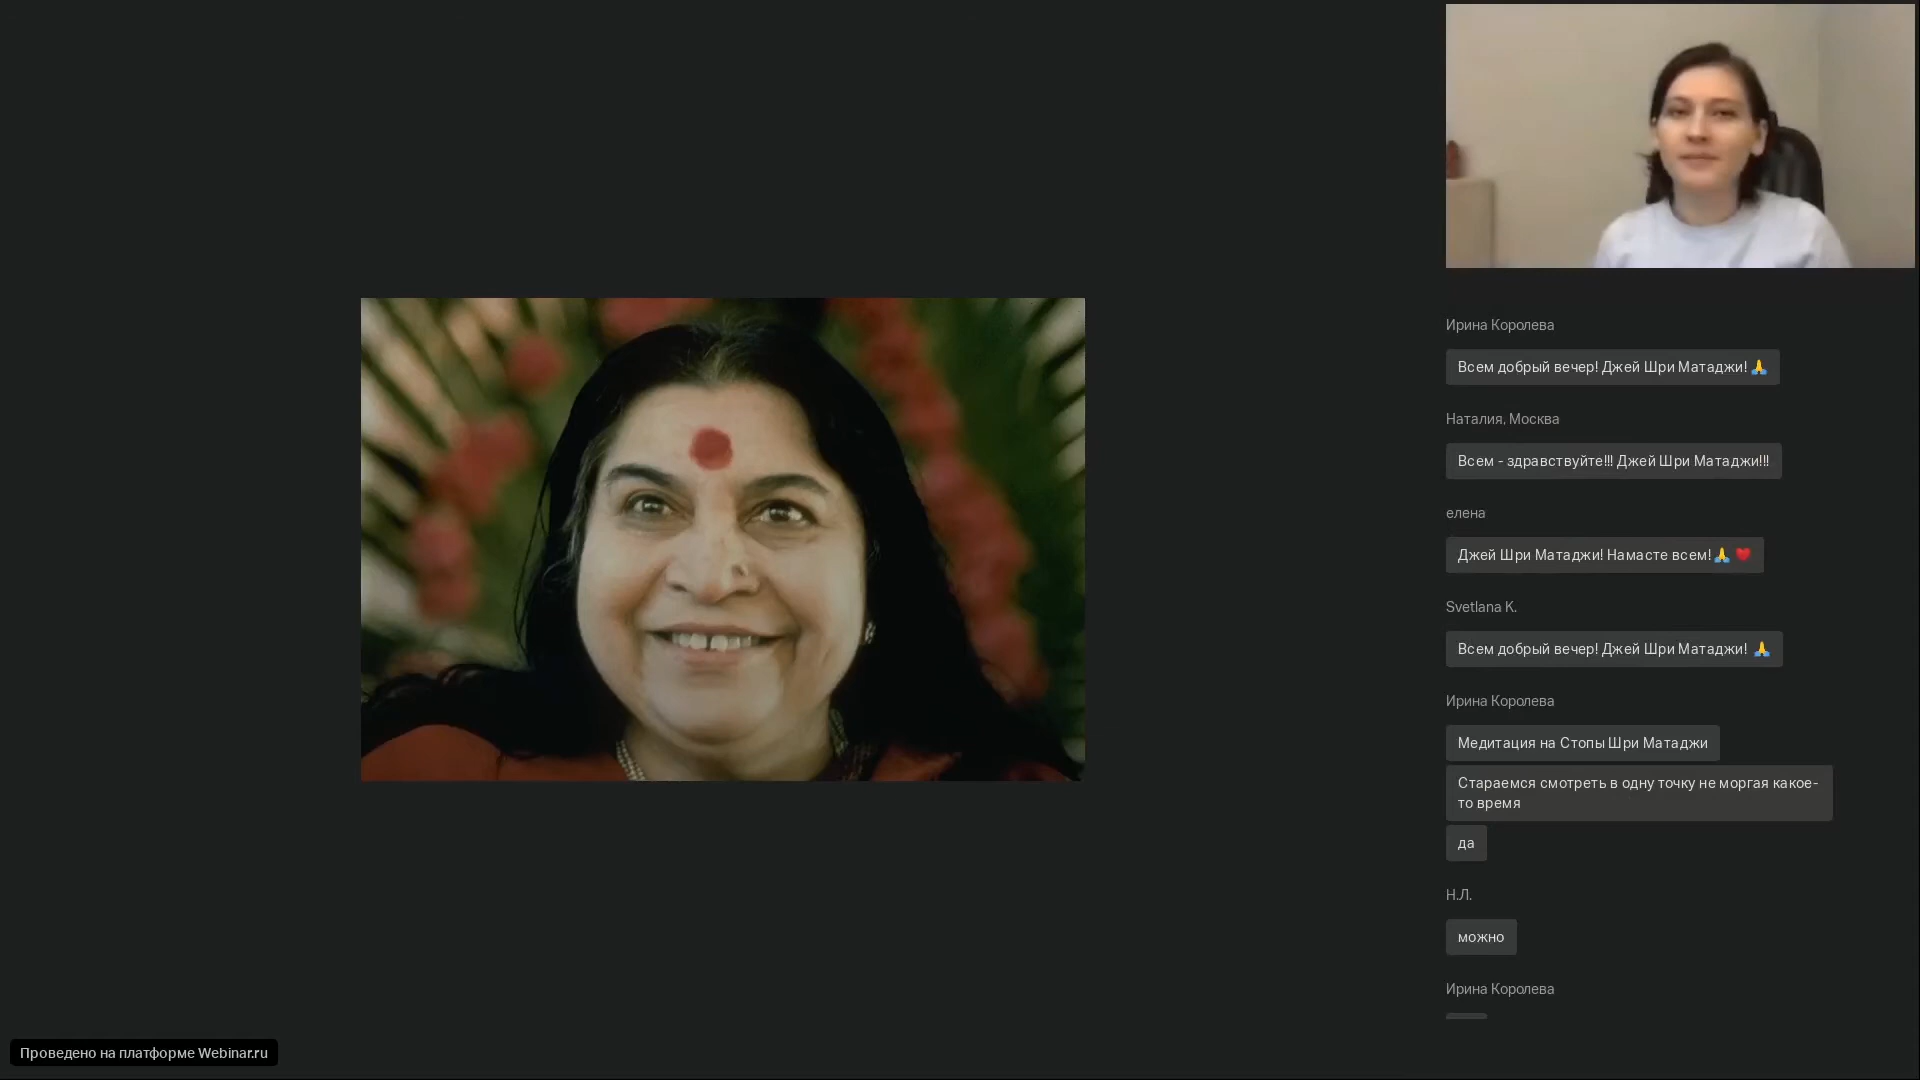 Ирина Королева
Всем добрый вечер! Джей Шри Матаджи! 🙏
Наталия, Москва
Всем - здравствуйте!!! Джей Шри Матаджи!!!
елена
Джей Шри Матаджи! Намасте всем!🙏 ❤️
Svetlana K.
Всем добрый вечер! Джей Шри Матаджи! 🙏
Ирина Королева
Медитация на Стопы Шри Матаджи
Стараемся смотреть в одну точку не моргая какое-
то время
да
Н.Л.
можно
Ирина Королева
Проведено на платформе Webinar.ru